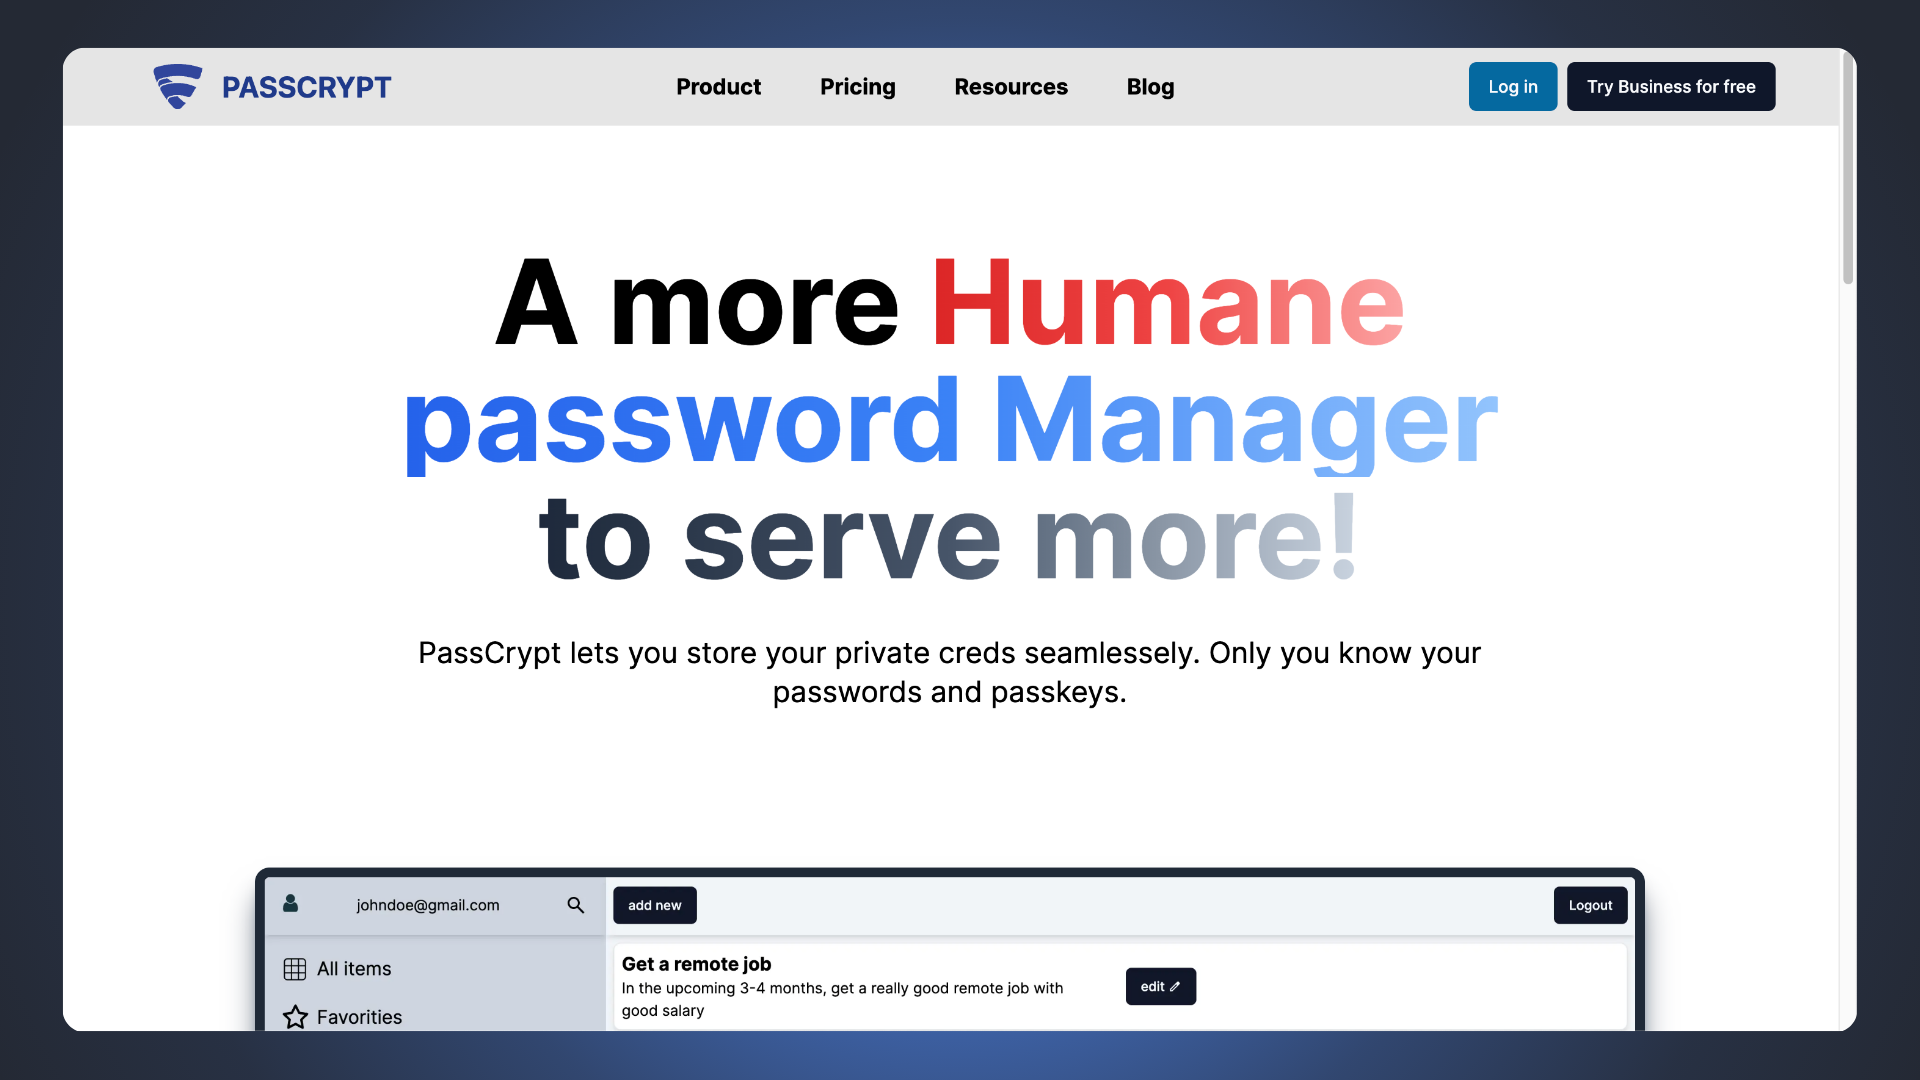 PASSCRYPT
Product
Pricing
Resources
Blog
Log in
Try Business for free
A more Humane
password Manager
to serve more!
PassCrypt lets you store your private creds seamlessely. Only you know your
passwords and passkeys.
johndoe@gmail.com
add new
Logout
All items
Favorites
Get a remote job
In the upcoming 3-4 months, get a really good remote job with
good salary
edit